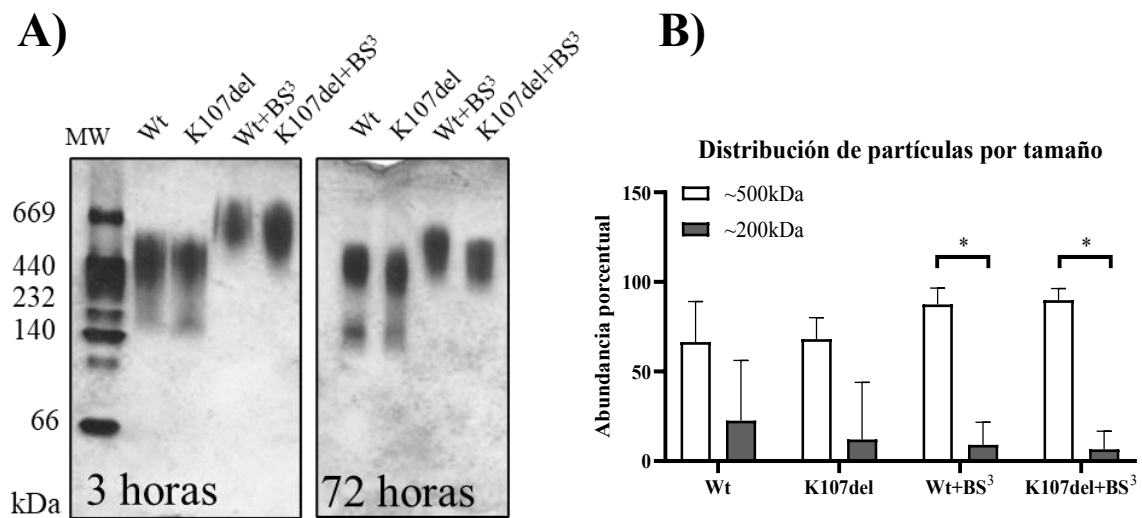 A)
MW
Wt
K107del
Wt+BS³
K107del+BS³
Wt
K107del
Wt+BS³
K107del+BS³
669
440
232
140
66
kDa
3 horas
72 horas
B)
Distribución de partículas por tamaño
~500kDa
~200kDa
Abundancia porcentual
150
100
50
0
*
*
Wt
K107del
Wt+BS³
K107del+BS³